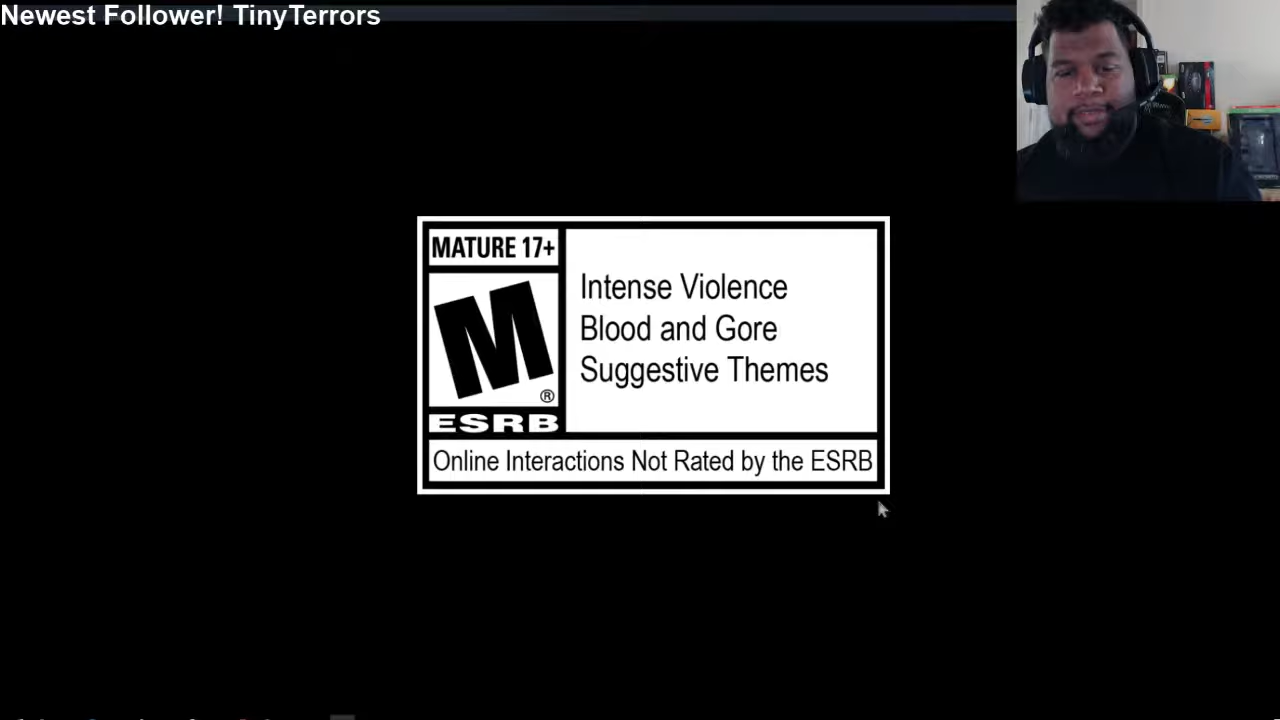 Newest Follower! TinyTerrors
MATURE 17+
M
®
ESRB
Intense Violence
Blood and Gore
Suggestive Themes
Online Interactions Not Rated by the ESRB